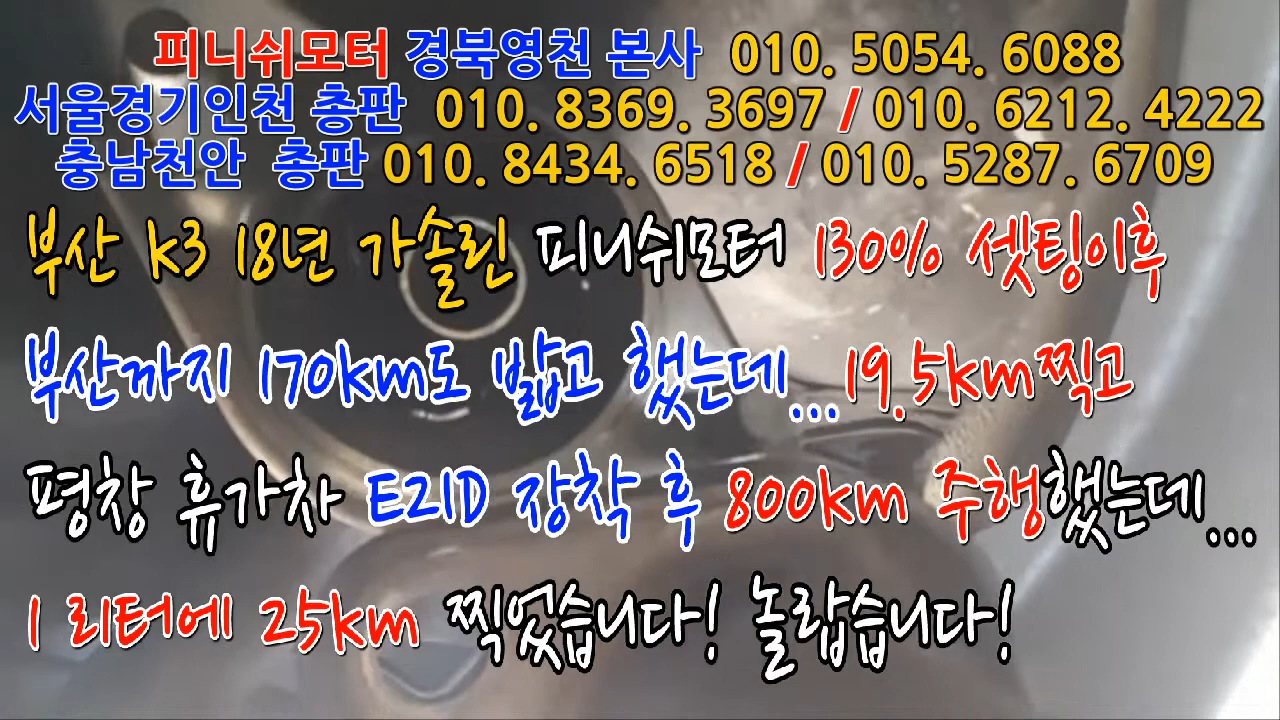 피니쉬모터 경북영천 본사 010. 5054. 6088
서울경기인천 총판 010. 8369. 3697 / 010. 6212. 4222
충남천안 총판 010. 8434. 6518 / 010. 5287. 6709
부산 K3 18년 가솔린 피니쉬모터 130% 셋팅이후
부산까지 170km도 밟고 했는데...19.5km찍고
평창 휴가차 E21D 장착 후 800km 주행했는데...
1 리터에 25km 찍었습니다! 놀랍습니다!